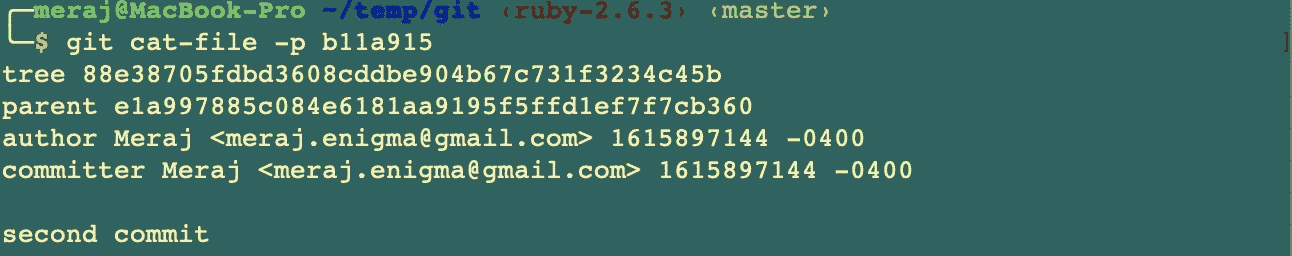 meraj@MacBook-Pro ~/temp/git ‹ruby-2.6.3› ‹master›
$ git cat-file -p b11a915
tree 88e38705fdbd3608cddbe904b67c731f3234c45b
parent e1a997885c084e6181aa9195f5ffd1ef7f7cb360
author Meraj <meraj.enigma@gmail.com> 1615897144 -0400
committer Meraj <meraj.enigma@gmail.com> 1615897144 -0400
second commit